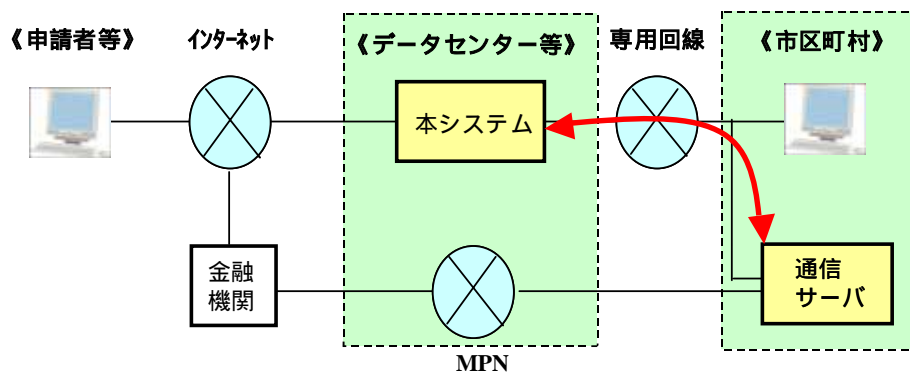 《申請者等》
インターネット
《データセンター等》
専用回線
《市区町村》
本システム
金融
機関
通信
サーバ
MPN